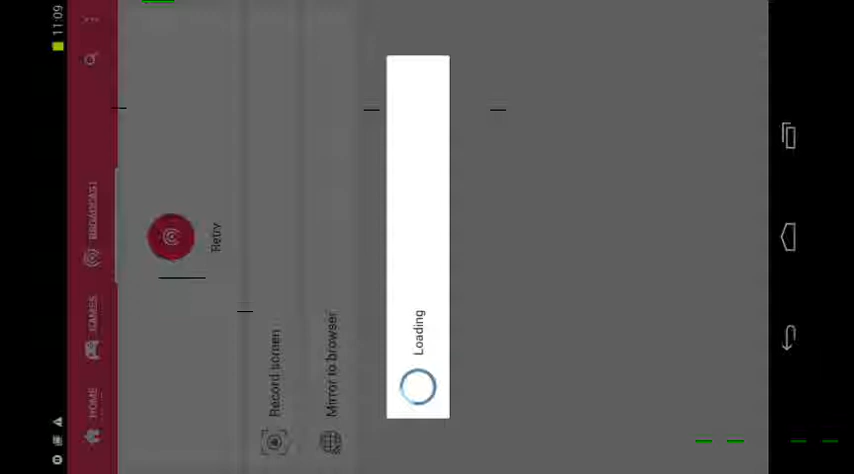 11:09
HOME
GAMES
BROADCAST
Retry
Record screen
Mirror to browser
Loading